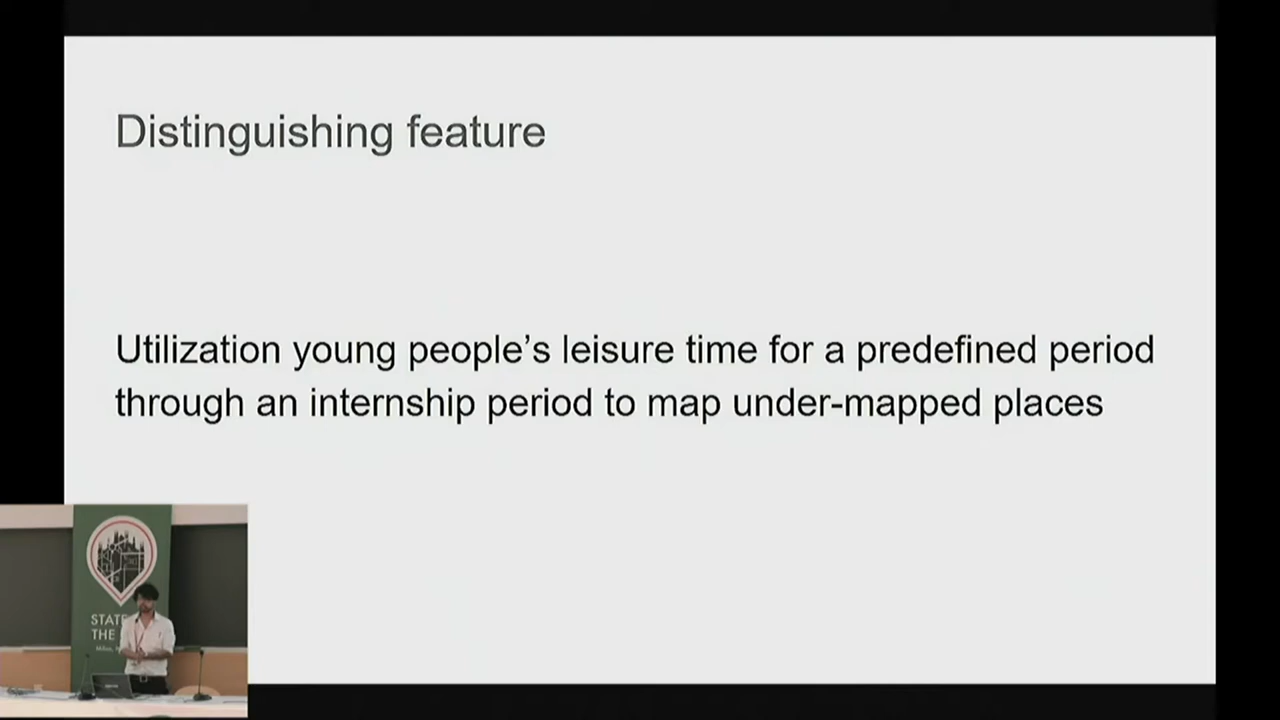 Distinguishing feature
Utilization young people's leisure time for a predefined period
through an internship period to map under-mapped places
STATE
THE